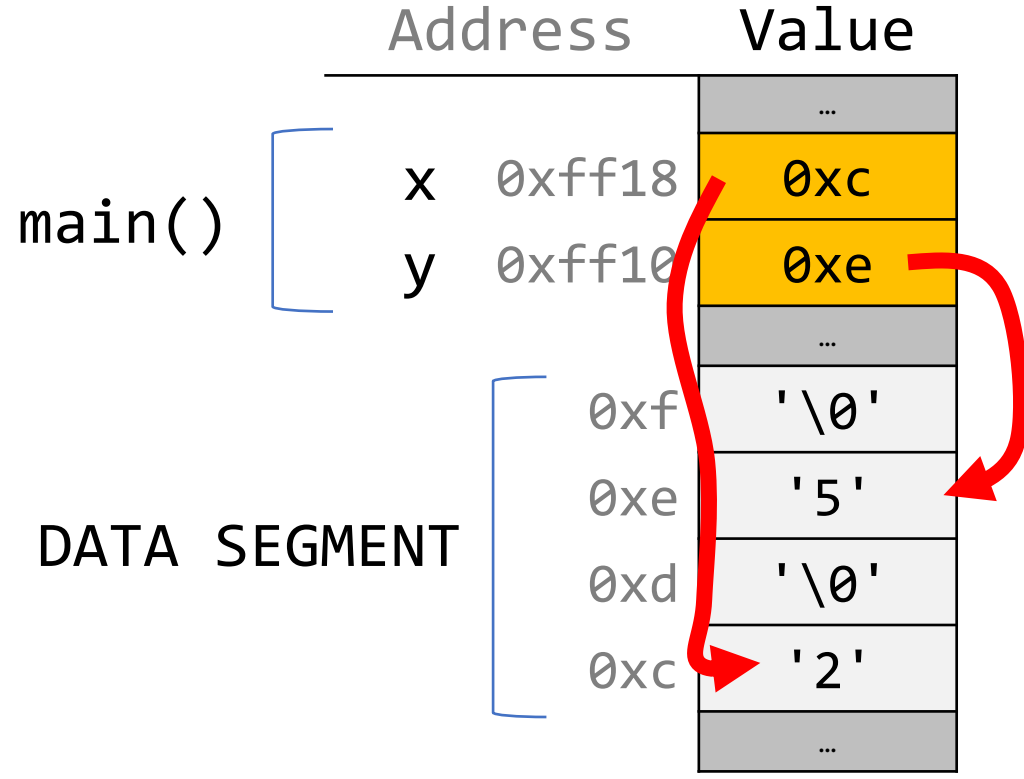 Address Value
…
x 0xff18 0xc
main()
y 0xff10 0xe
…
0xf '\0'
0xe '5'
DATA SEGMENT
0xd '\0'
0xc '2'
…